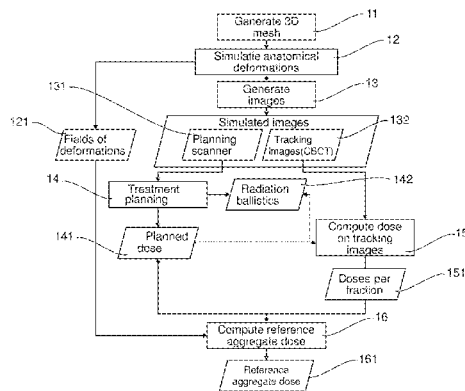 Generate 3D
mesh
11
Simulatie anatomical
deformations
12
Generate
images
13
131
Simulated images
132
121
Fields of
deformations
Planning
scanner
Tracking
Images(CBCT)
14
Treatment
planning
Radiation
ballistics
142
141
Planned
dose
Compute dose
on tracking
images
15
Doses per
fraction
151
Compute reference
aggregate dose
16
Reference
aggregate dose
161